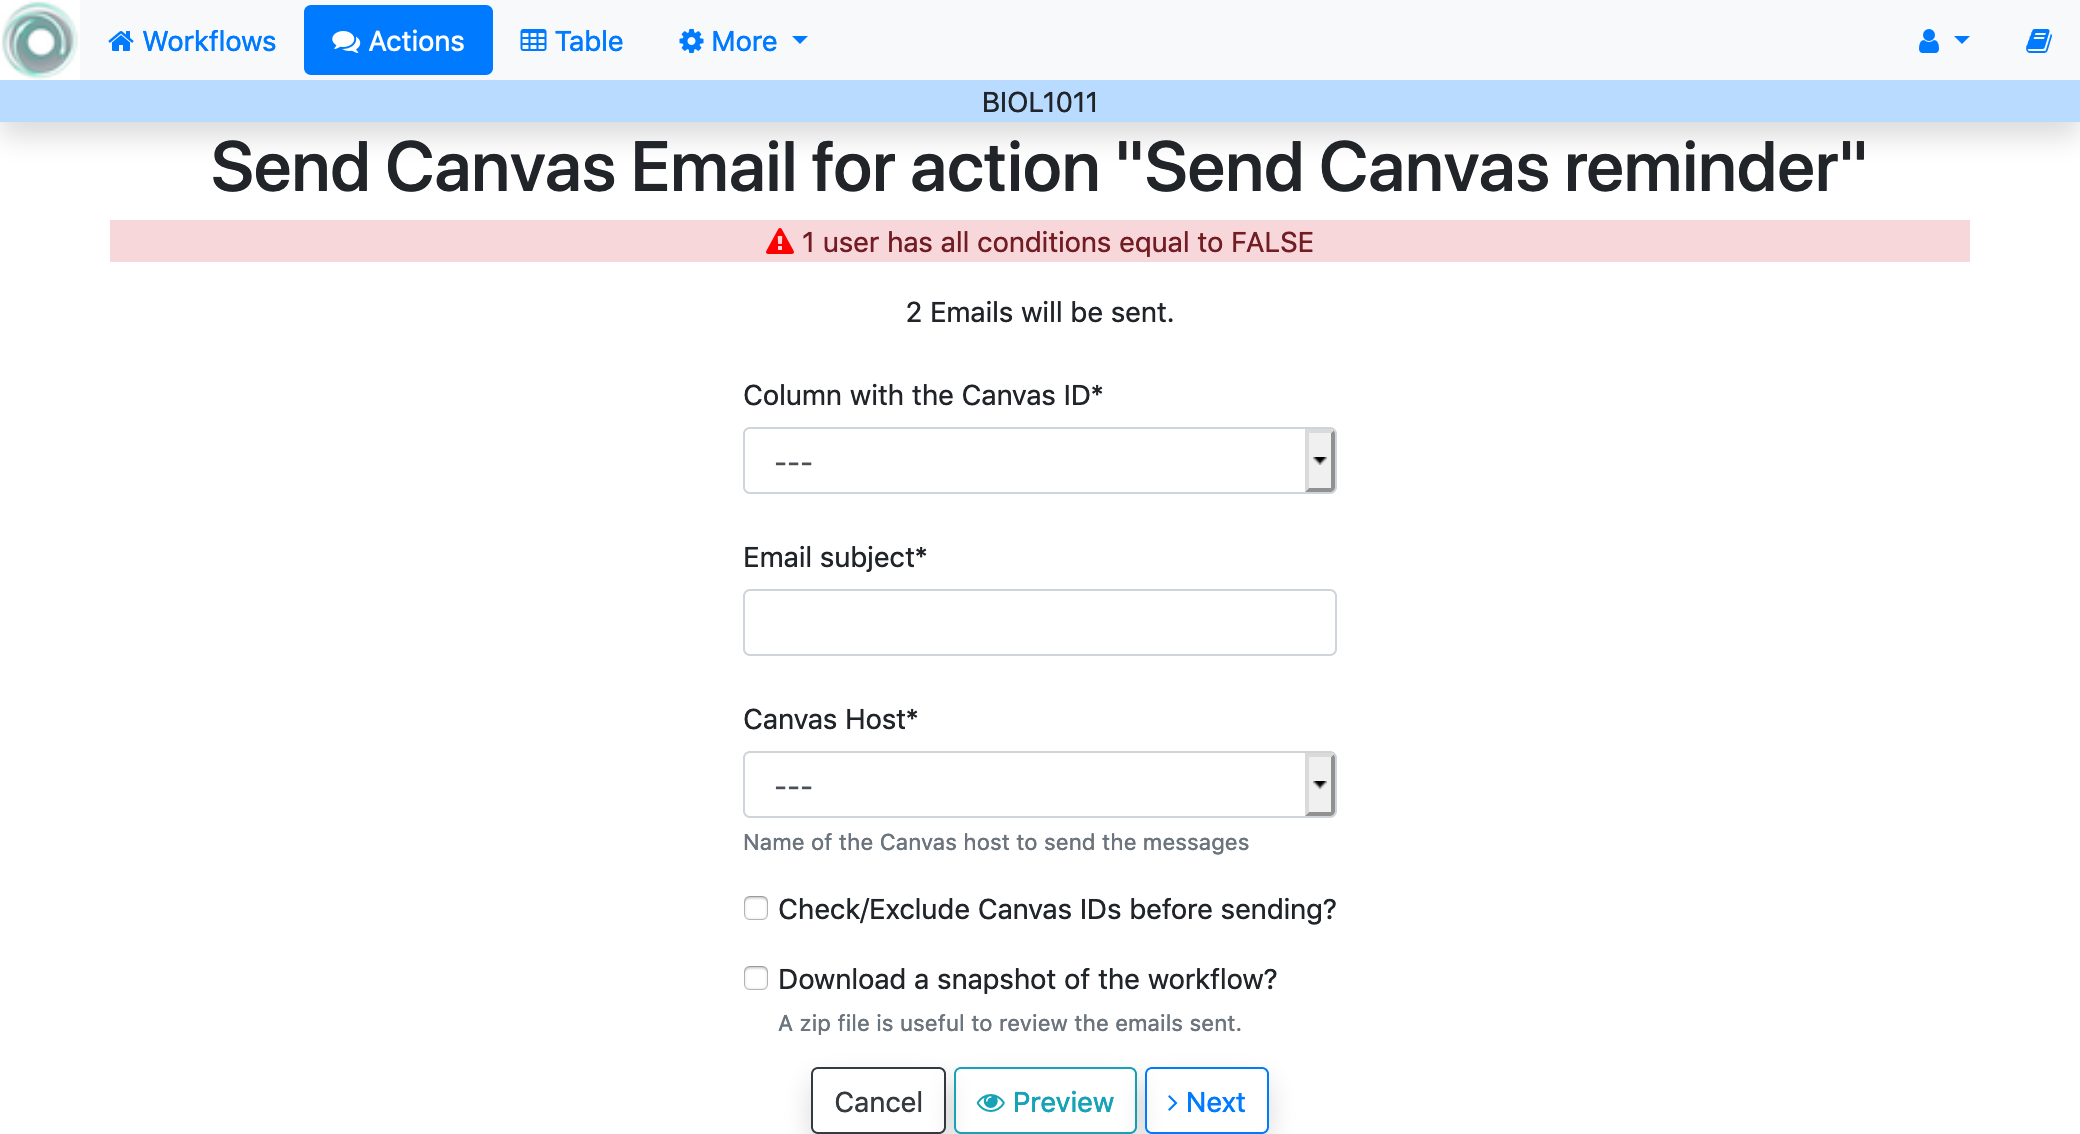 Workflows Actions Table More
BIOL1011
Send Canvas Email for action "Send Canvas reminder"
1 user has all conditions equal to FALSE
2 Emails will be sent.
Column with the Canvas ID*
---
Email subject*
Canvas Host*
---
Name of the Canvas host to send the messages
Check/Exclude Canvas IDs before sending?
Download a snapshot of the workflow?
A zip file is useful to review the emails sent.
Cancel Preview Next